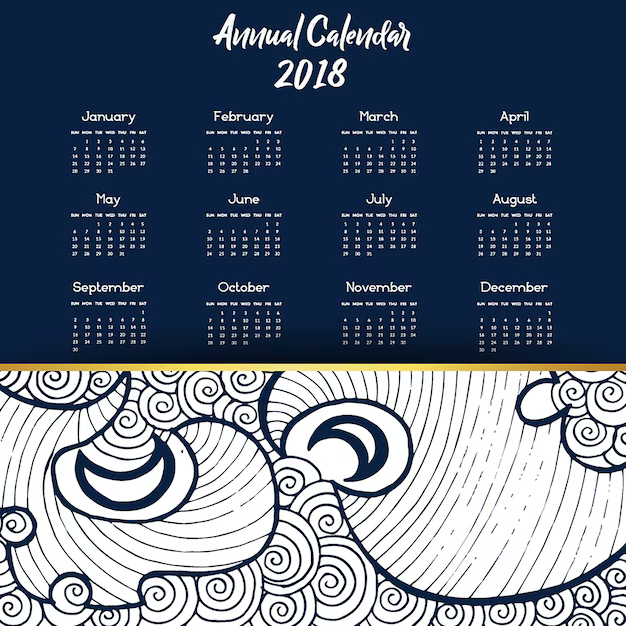 Annual Calendar
2018
January
SUN MON TUE WED THU FRI SAT
1 2 3 4 5 6
7 8 9 10 11 12 13
14 15 16 17 18 19 20
21 22 23 24 25 26 27
28 29 30 31
February
SUN MON TUE WED THU FRI SAT
1 2 3
4 5 6 7 8 9 10
11 12 13 14 15 16 17
18 19 20 21 22 23 24
25 26 27 28
March
SUN MON TUE WED THU FRI SAT
1 2 3
4 5 6 7 8 9 10
11 12 13 14 15 16 17
18 19 20 21 22 23 24
25 26 27 28 29 30 31
April
SUN MON TUE WED THU FRI SAT
1 2 3 4 5 6 7
8 9 10 11 12 13 14
15 16 17 18 19 20 21
22 23 24 25 26 27 28
29 30
May
SUN MON TUE WED THU FRI SAT
1 2 3 4 5
6 7 8 9 10 11 12
13 14 15 16 17 18 19
20 21 22 23 24 25 26
27 28 29 30 31
June
SUN MON TUE WED THU FRI SAT
1 2
3 4 5 6 7 8 9
10 11 12 13 14 15 16
17 18 19 20 21 22 23
24 25 26 27 28 29 30
July
SUN MON TUE WED THU FRI SAT
1 2 3 4 5 6 7
8 9 10 11 12 13 14
15 16 17 18 19 20 21
22 23 24 25 26 27 28
29 30 31
August
SUN MON TUE WED THU FRI SAT
1 2 3 4
5 6 7 8 9 10 11
12 13 14 15 16 17 18
19 20 21 22 23 24 25
26 27 28 29 30 31
September
SUN MON TUE WED THU FRI SAT
1
2 3 4 5 6 7 8
9 10 11 12 13 14 15
16 17 18 19 20 21 22
23 24 25 26 27 28 29
30
October
SUN MON TUE WED THU FRI SAT
1 2 3 4 5 6
7 8 9 10 11 12 13
14 15 16 17 18 19 20
21 22 23 24 25 26 27
28 29 30 31
November
SUN MON TUE WED THU FRI SAT
1 2 3
4 5 6 7 8 9 10
11 12 13 14 15 16 17
18 19 20 21 22 23 24
25 26 27 28 29 30
December
SUN MON TUE WED THU FRI SAT
1
2 3 4 5 6 7 8
9 10 11 12 13 14 15
16 17 18 19 20 21 22
23 24 25 26 27 28 29
30 31